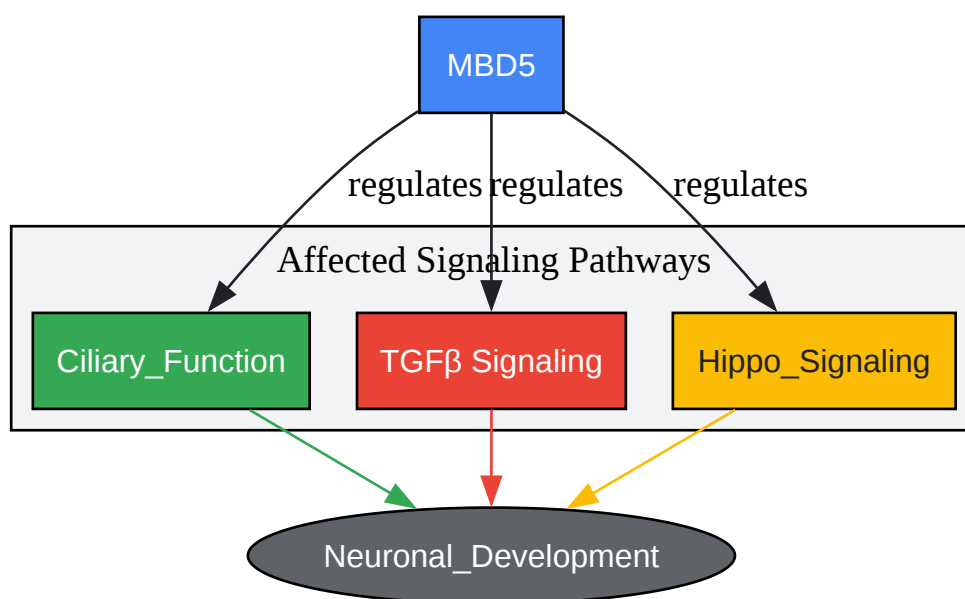 MBD5
regulates regulates regulates
Affected Signaling Pathways
Ciliary_Function
TGFβ Signaling
Hippo_Signaling
Neuronal_Development